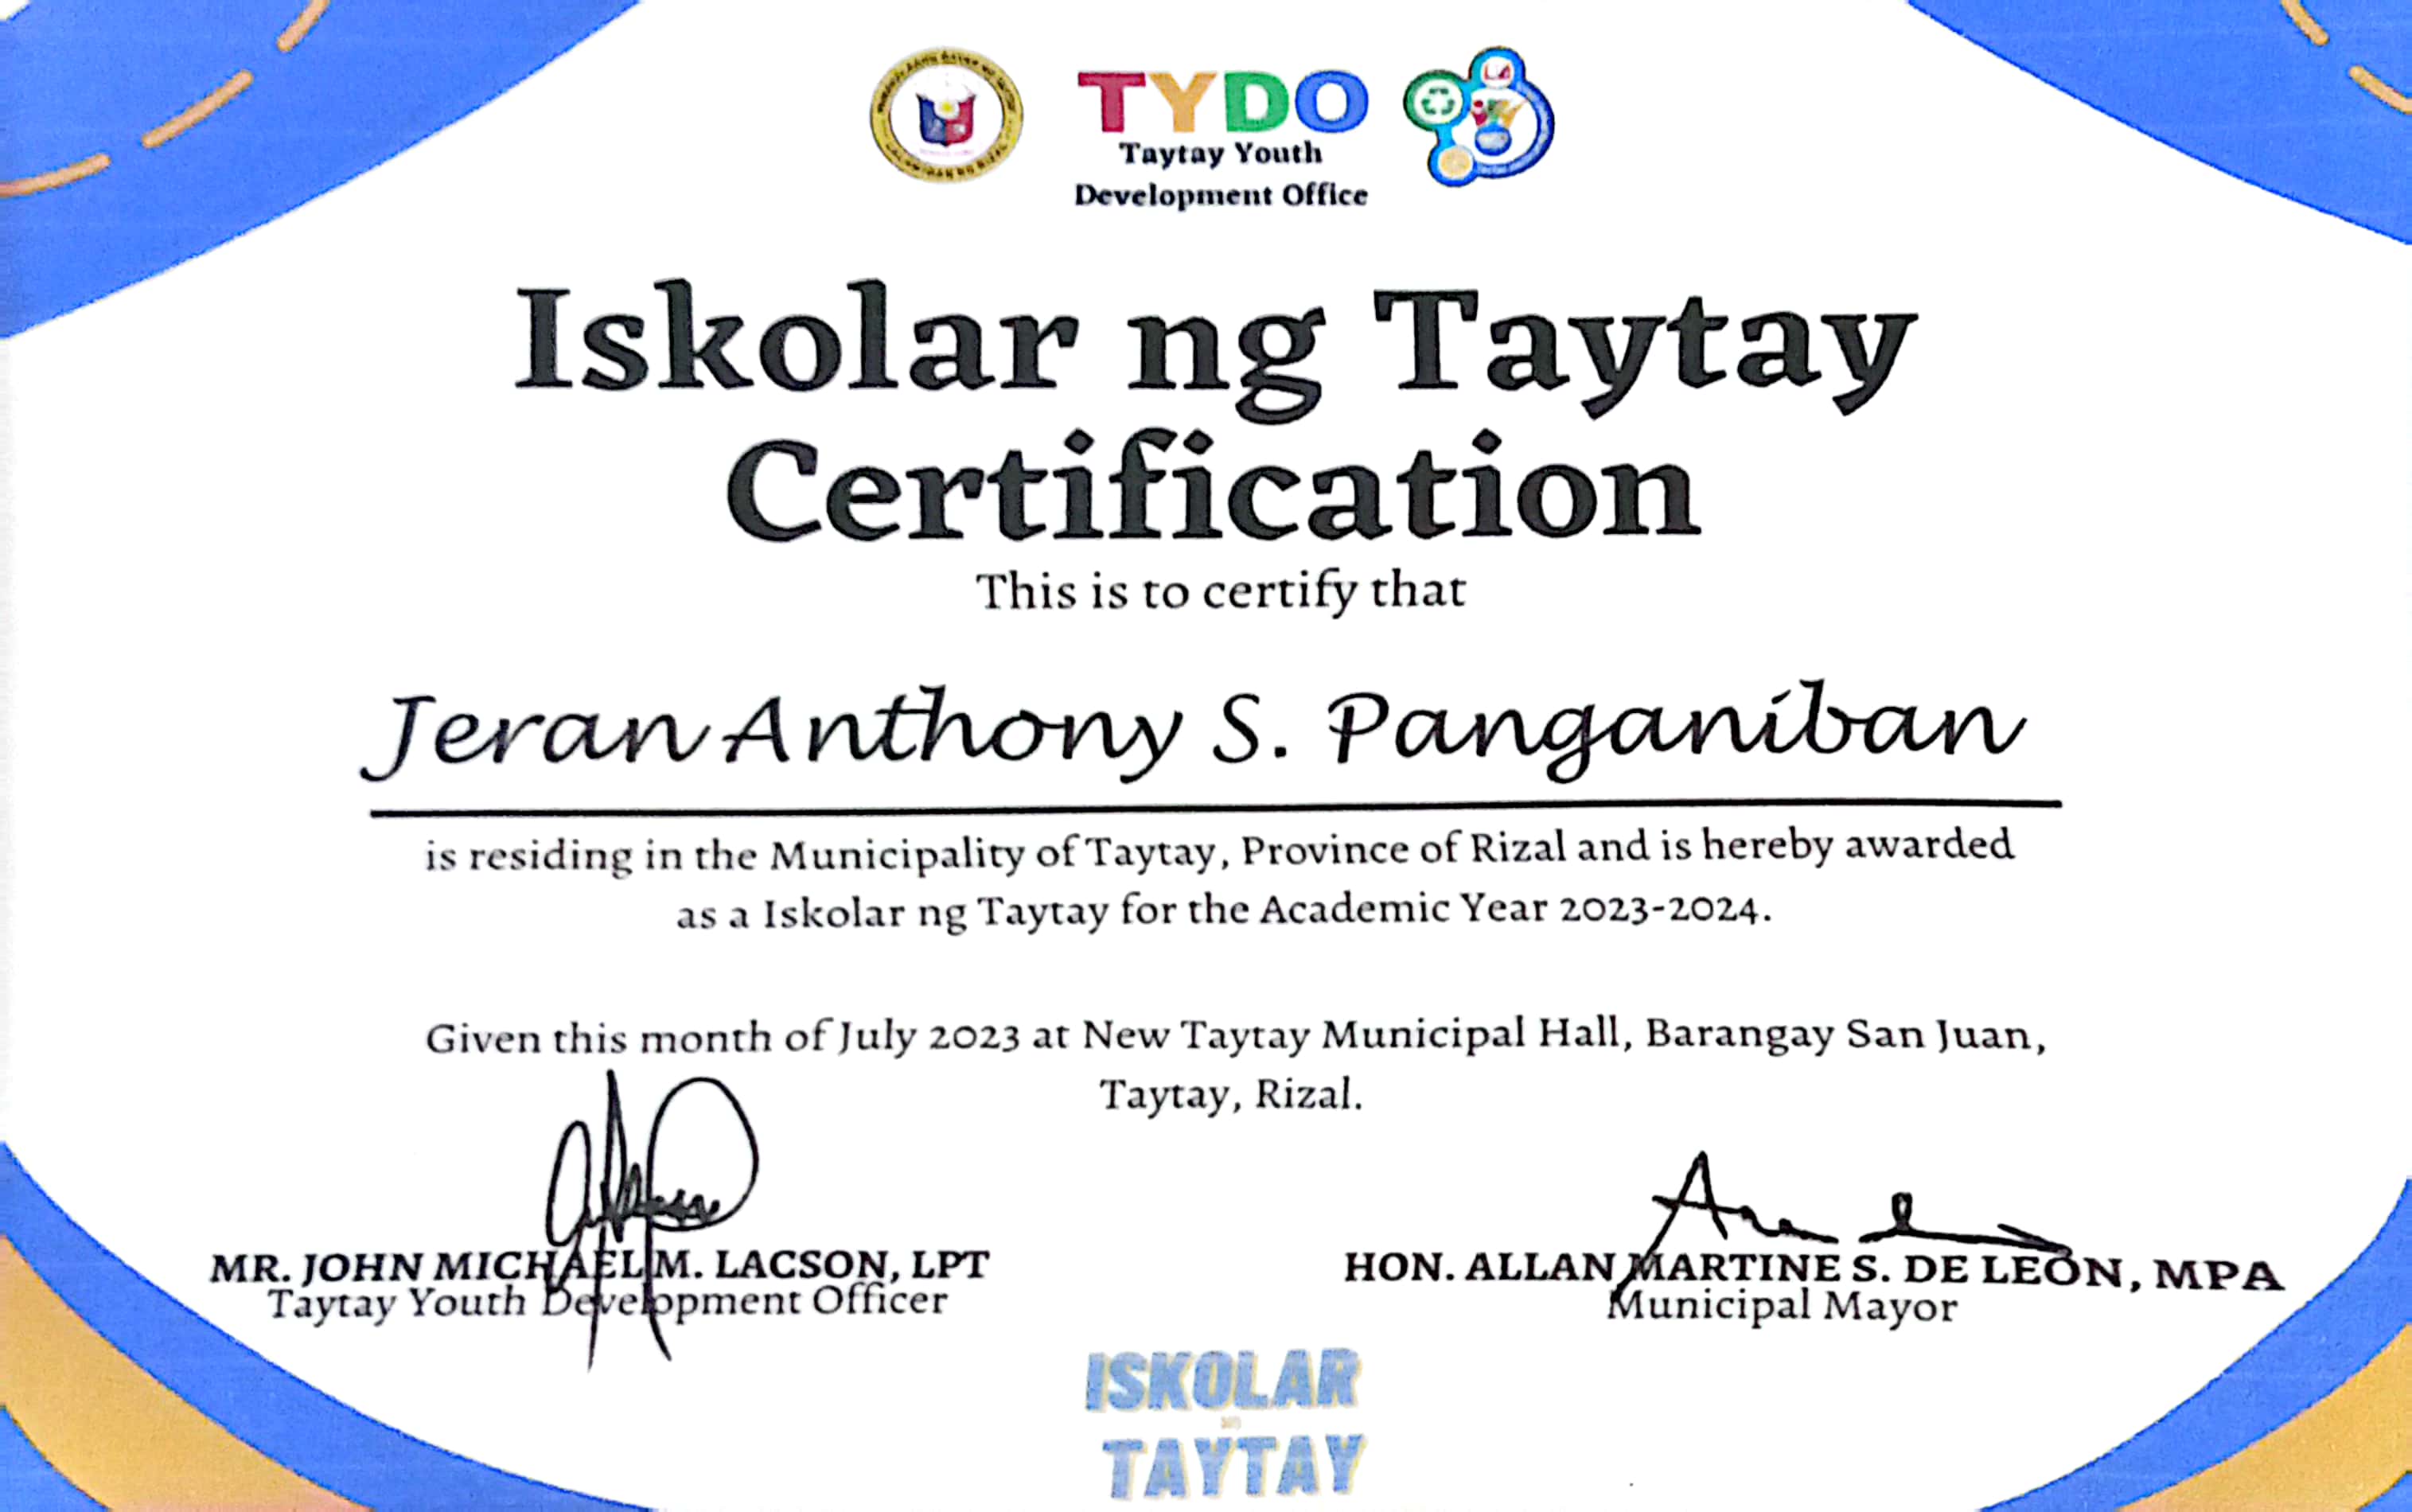 TYDO
Taytay Youth
Development Office
Iskolar ng Taytay
Certification
This is to certify that
Jeran Anthony S. Panganiban
is residing in the Municipality of Taytay, Province of Rizal and is hereby awarded
as a Iskolar ng Taytay for the Academic Year 2023-2024.
Given this month of July 2023 at New Taytay Municipal Hall, Barangay San Juan,
Taytay, Rizal.
MR. JOHN MICHAEL M. LACSON, LPT
Taytay Youth Development Officer
HON. ALLAN MARTINE S. DE LEON, MPA
Municipal Mayor
ISKOLAR
TAYTAY